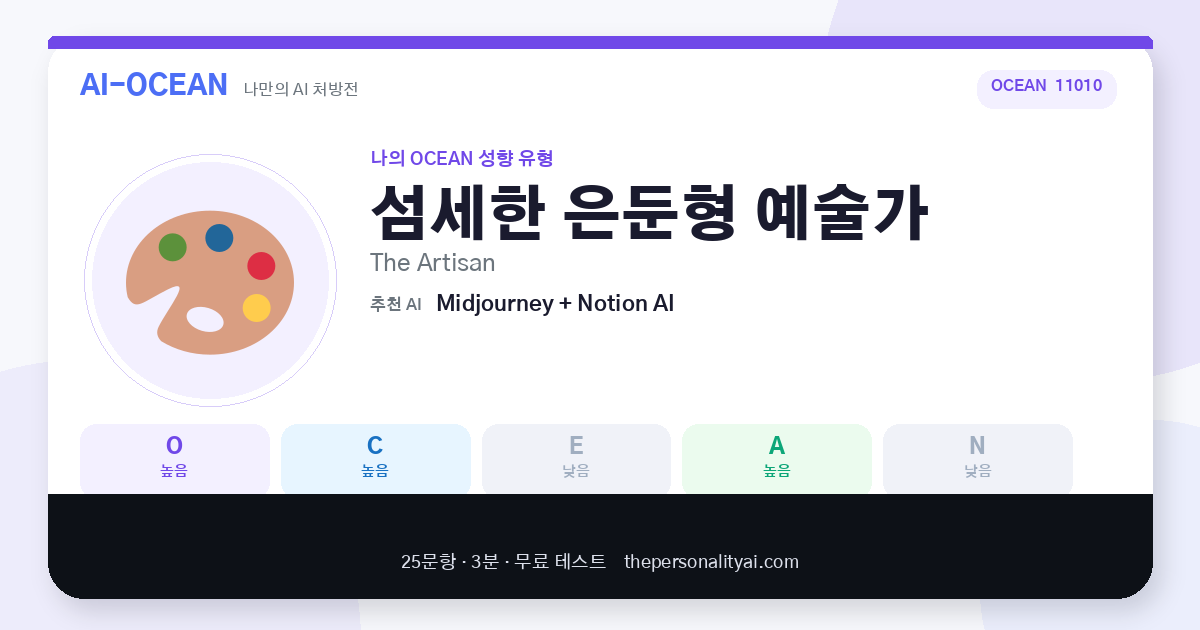 AI-OCEAN 나만의 AI 처방전
OCEAN 11010
나의 OCEAN 성향 유형
섬세한 은둔형 예술가
The Artisan
추천 AI Midjourney + Notion AI
O C E A N
높음 높음 낮음 높음 낮음
25문항 · 3분 · 무료 테스트 thepersonalityai.com